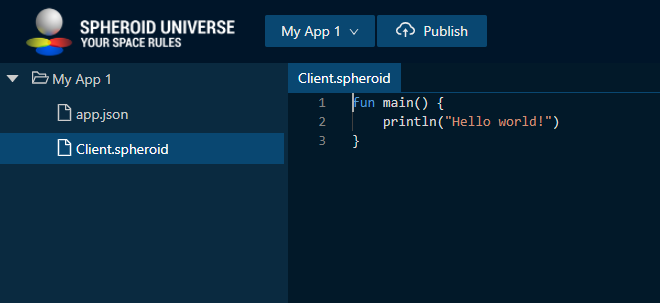 SPHEROID UNIVERSE
YOUR SPACE RULES
My App 1
Publish
My App 1
app.json
Client.spheroid
Client.spheroid
1 fun main() {
2     println("Hello world!")
3 }